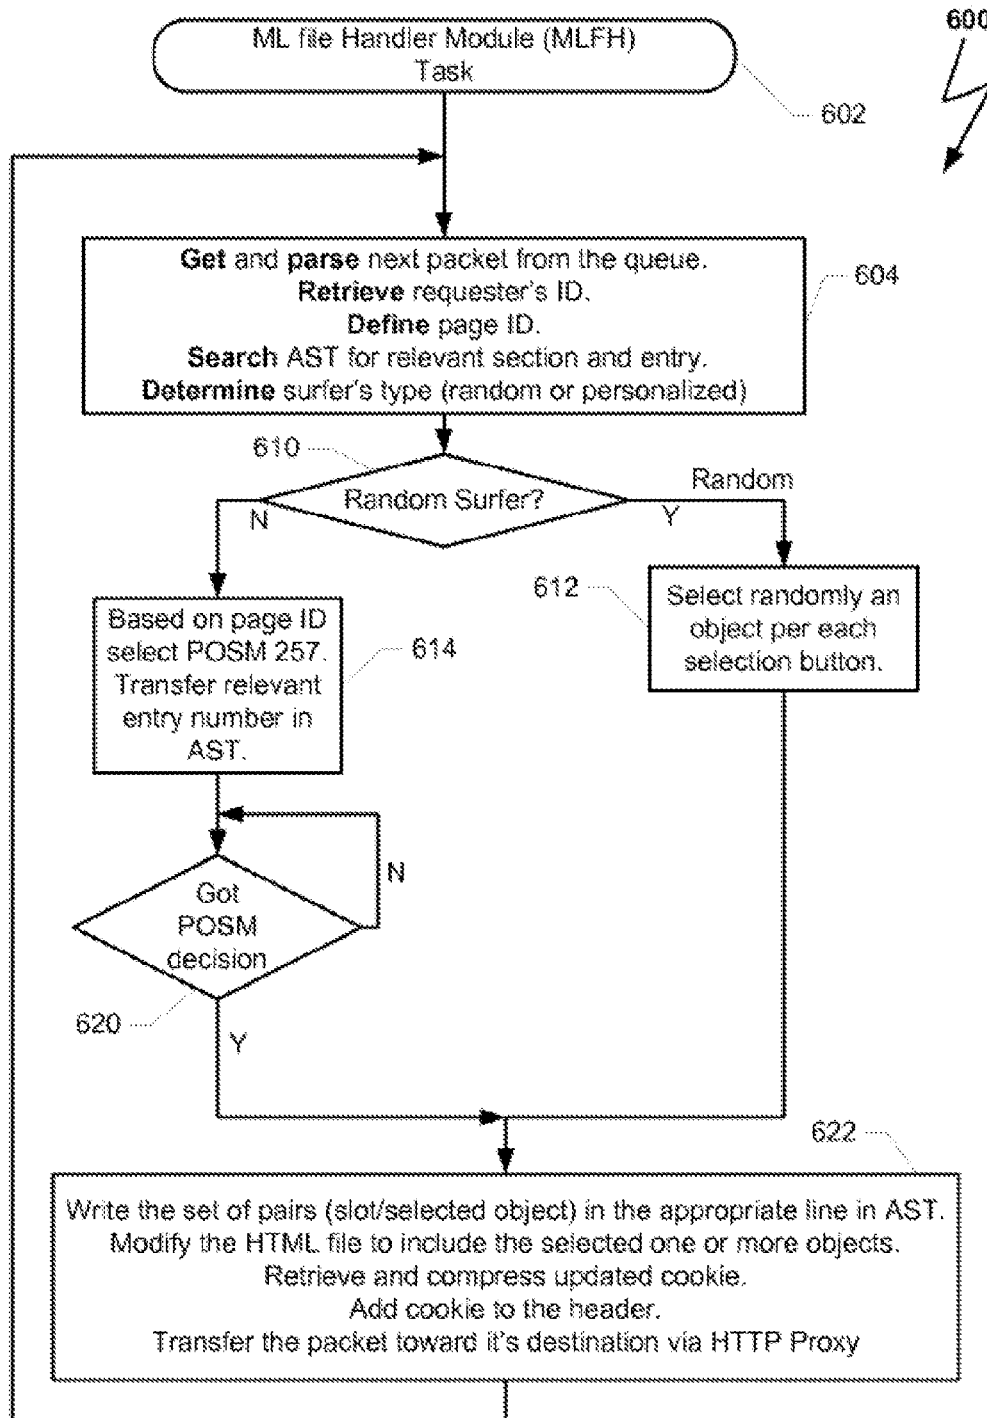 ML file Handler Module (MLFH)
Task
600
602
Get and parse next packet from the queue.
Retrieve requester's ID.
Define page ID.
Search AST for relevant section and entry.
Determine surfer's type (random or personalized)
604
610
Random Surfer?
N
Y
Random
Based on page ID
select POSM 257.
Transfer relevant
entry number in
AST.
614
612
Select randomly an
object per each
selection button.
Got
POSM
decision
N
620
Y
622
Write the set of pairs (slot/selected object) in the appropriate line in AST.
Modify the HTML file to include the selected one or more objects.
Retrieve and compress updated cookie.
Add cookie to the header.
Transfer the packet toward it's destination via HTTP Proxy